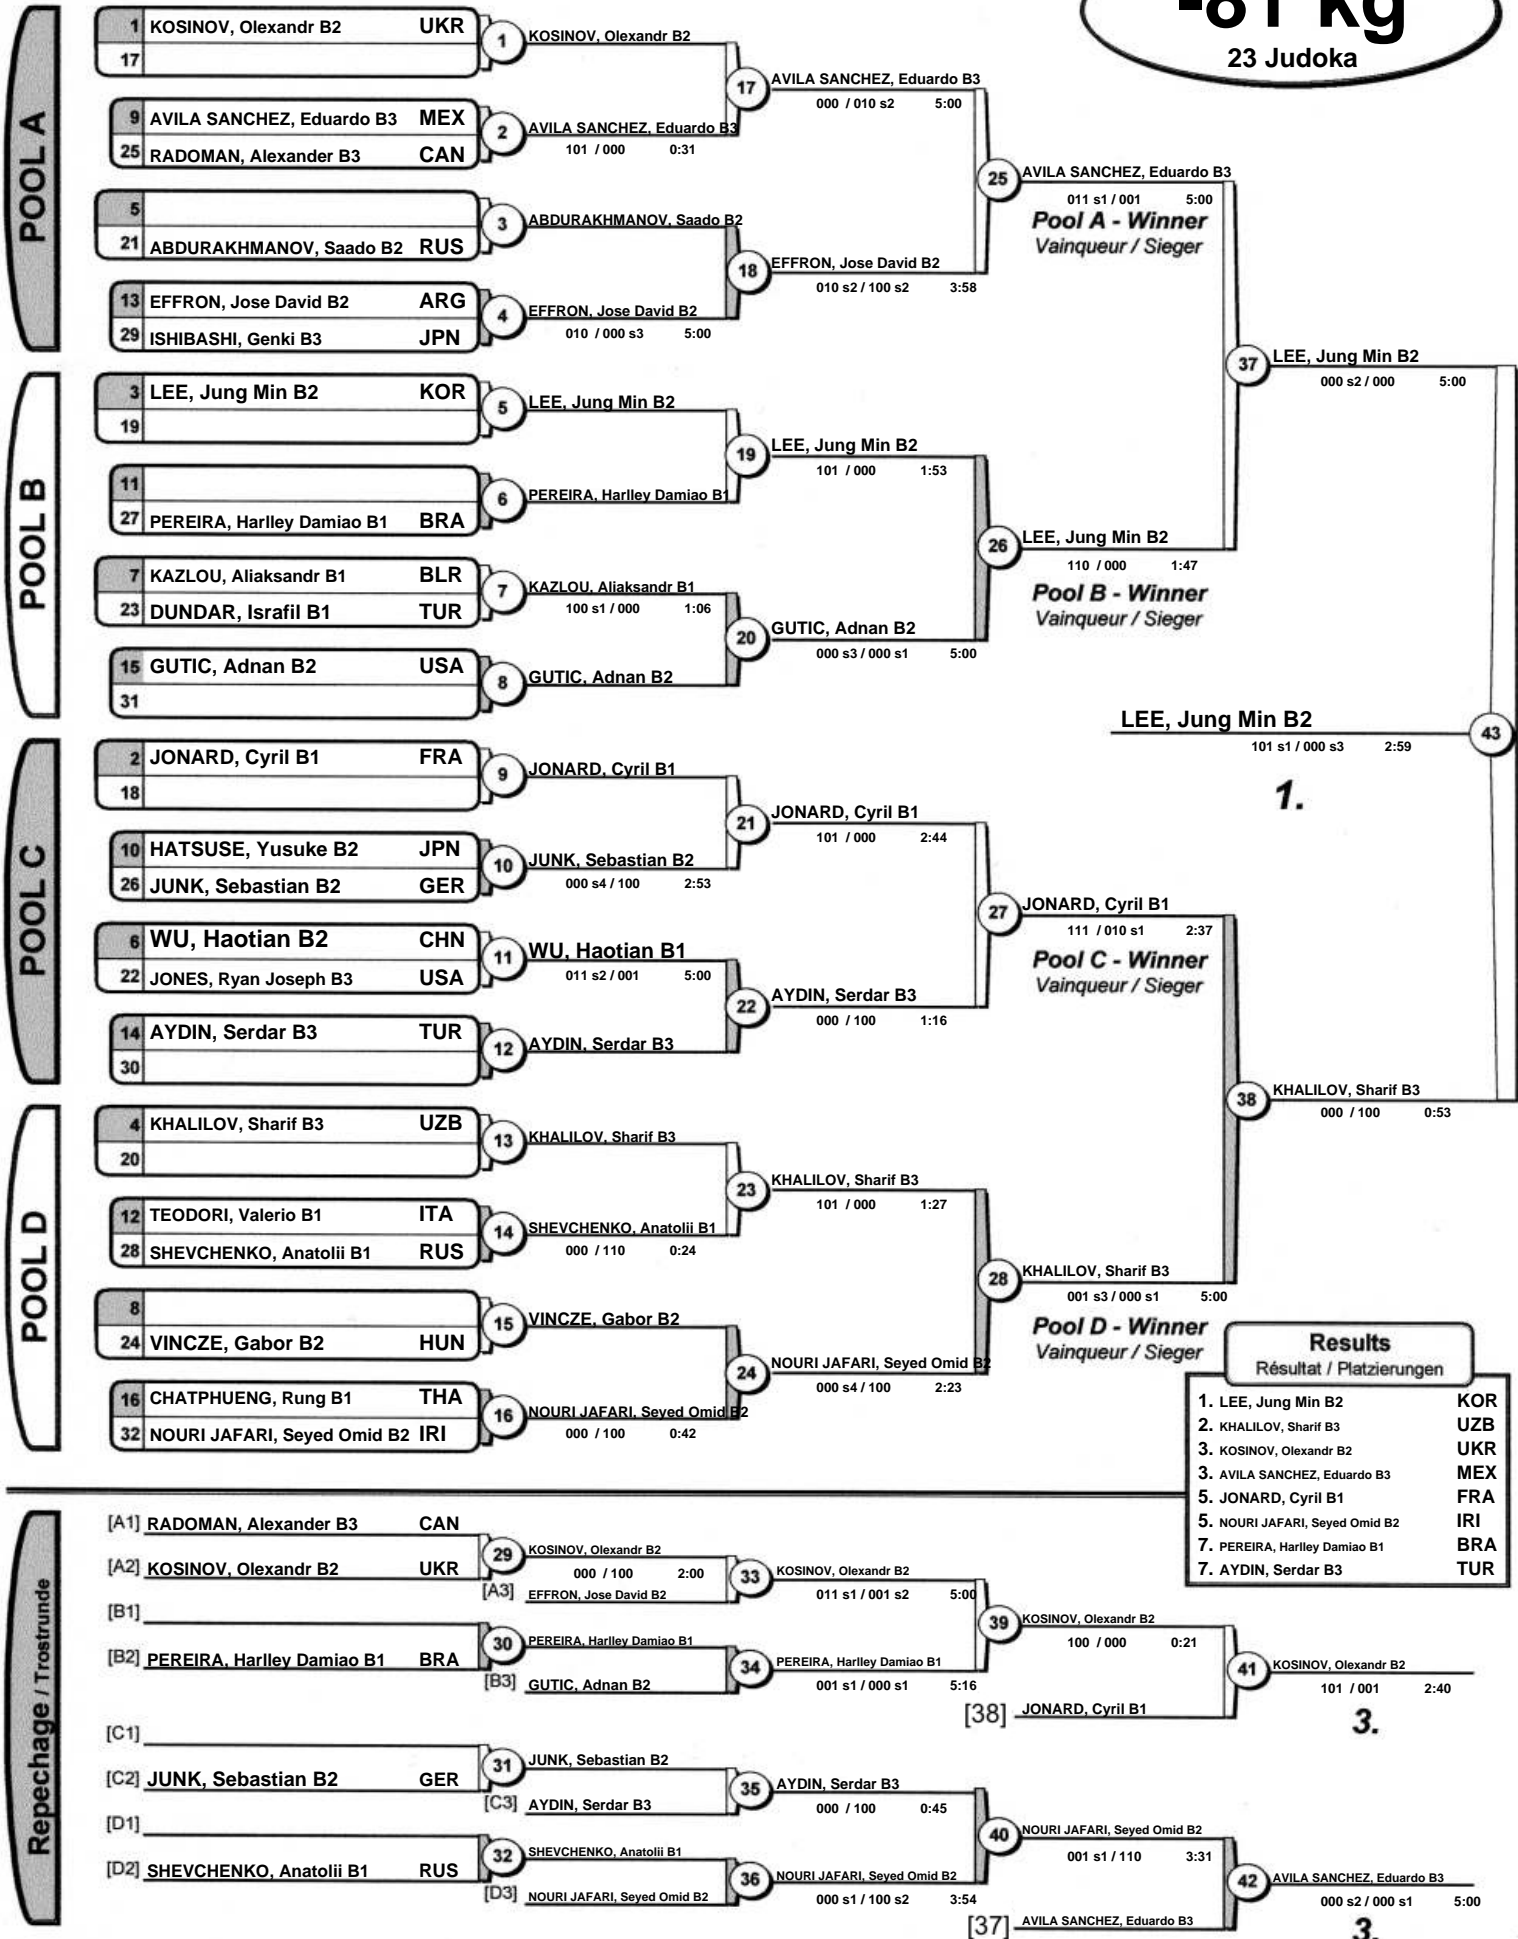 -81 kg
23 Judoka
POOL A
1 KOSINOV, Olexandr B2 UKR
17
9 AVILA SANCHEZ, Eduardo B3 MEX
25 RADOMAN, Alexander B3 CAN
5
21 ABDURAKHMANOV, Saado B2 RUS
13 EFFRON, Jose David B2 ARG
29 ISHIBASHI, Genki B3 JPN
1 KOSINOV, Olexandr B2
2 AVILA SANCHEZ, Eduardo B3
101 / 000 0:31
3 ABDURAKHMANOV, Saado B2
4 EFFRON, Jose David B2
010 / 000 s3 5:00
17 AVILA SANCHEZ, Eduardo B3
000 / 010 s2 5:00
18 EFFRON, Jose David B2
010 s2 / 100 s2 3:58
25 AVILA SANCHEZ, Eduardo B3
011 s1 / 001 5:00
Pool A - Winner
Vainqueur / Sieger
POOL B
3 LEE, Jung Min B2 KOR
19
11
27 PEREIRA, Harlley Damiao B1 BRA
7 KAZLOU, Aliaksandr B1 BLR
23 DUNDAR, Israfil B1 TUR
15 GUTIC, Adnan B2 USA
31
5 LEE, Jung Min B2
6 PEREIRA, Harlley Damiao B1
7 KAZLOU, Aliaksandr B1
100 s1 / 000 1:06
8 GUTIC, Adnan B2
19 LEE, Jung Min B2
101 / 000 1:53
20 GUTIC, Adnan B2
000 s3 / 000 s1 5:00
26 LEE, Jung Min B2
110 / 000 1:47
Pool B - Winner
Vainqueur / Sieger
37 LEE, Jung Min B2
000 s2 / 000 5:00
LEE, Jung Min B2 43
101 s1 / 000 s3 2:59
1.
POOL C
2 JONARD, Cyril B1 FRA
18
10 HATSUSE, Yusuke B2 JPN
26 JUNK, Sebastian B2 GER
6 WU, Haotian B2 CHN
22 JONES, Ryan Joseph B3 USA
14 AYDIN, Serdar B3 TUR
30
9 JONARD, Cyril B1
10 JUNK, Sebastian B2
000 s4 / 100 2:53
11 WU, Haotian B1
011 s2 / 001 5:00
12 AYDIN, Serdar B3
21 JONARD, Cyril B1
101 / 000 2:44
22 AYDIN, Serdar B3
000 / 100 1:16
27 JONARD, Cyril B1
111 / 010 s1 2:37
Pool C - Winner
Vainqueur / Sieger
POOL D
4 KHALILOV, Sharif B3 UZB
20
12 TEODORI, Valerio B1 ITA
28 SHEVCHENKO, Anatolii B1 RUS
8
24 VINCZE, Gabor B2 HUN
16 CHATPHUENG, Rung B1 THA
32 NOURI JAFARI, Seyed Omid B2 IRI
13 KHALILOV, Sharif B3
14 SHEVCHENKO, Anatolii B1
000 / 110 0:24
15 VINCZE, Gabor B2
16 NOURI JAFARI, Seyed Omid B2
000 / 100 0:42
23 KHALILOV, Sharif B3
101 / 000 1:27
24 NOURI JAFARI, Seyed Omid B2
000 s4 / 100 2:23
28 KHALILOV, Sharif B3
001 s3 / 000 s1 5:00
Pool D - Winner
Vainqueur / Sieger
38 KHALILOV, Sharif B3
000 / 100 0:53
Results
Résultat / Platzierungen
1. LEE, Jung Min B2 KOR
2. KHALILOV, Sharif B3 UZB
3. KOSINOV, Olexandr B2 UKR
3. AVILA SANCHEZ, Eduardo B3 MEX
5. JONARD, Cyril B1 FRA
5. NOURI JAFARI, Seyed Omid B2 IRI
7. PEREIRA, Harlley Damiao B1 BRA
7. AYDIN, Serdar B3 TUR
Repechage / Trostrunde
[A1] RADOMAN, Alexander B3 CAN
[A2] KOSINOV, Olexandr B2 UKR
[B1]
[B2] PEREIRA, Harlley Damiao B1 BRA
[C1]
[C2] JUNK, Sebastian B2 GER
[D1]
[D2] SHEVCHENKO, Anatolii B1 RUS
29 KOSINOV, Olexandr B2
000 / 100 2:00
[A3] EFFRON, Jose David B2
30 PEREIRA, Harlley Damiao B1
[B3] GUTIC, Adnan B2
31 JUNK, Sebastian B2
[C3] AYDIN, Serdar B3
32 SHEVCHENKO, Anatolii B1
[D3] NOURI JAFARI, Seyed Omid B2
33 KOSINOV, Olexandr B2
011 s1 / 001 s2 5:00
34 PEREIRA, Harlley Damiao B1
001 s1 / 000 s1 5:16
35 AYDIN, Serdar B3
000 / 100 0:45
36 NOURI JAFARI, Seyed Omid B2
000 s1 / 100 s2 3:54
39 KOSINOV, Olexandr B2
100 / 000 0:21
[38] JONARD, Cyril B1
40 NOURI JAFARI, Seyed Omid B2
001 s1 / 110 3:31
[37] AVILA SANCHEZ, Eduardo B3
41 KOSINOV, Olexandr B2
101 / 001 2:40
3.
42 AVILA SANCHEZ, Eduardo B3
000 s2 / 000 s1 5:00
3.